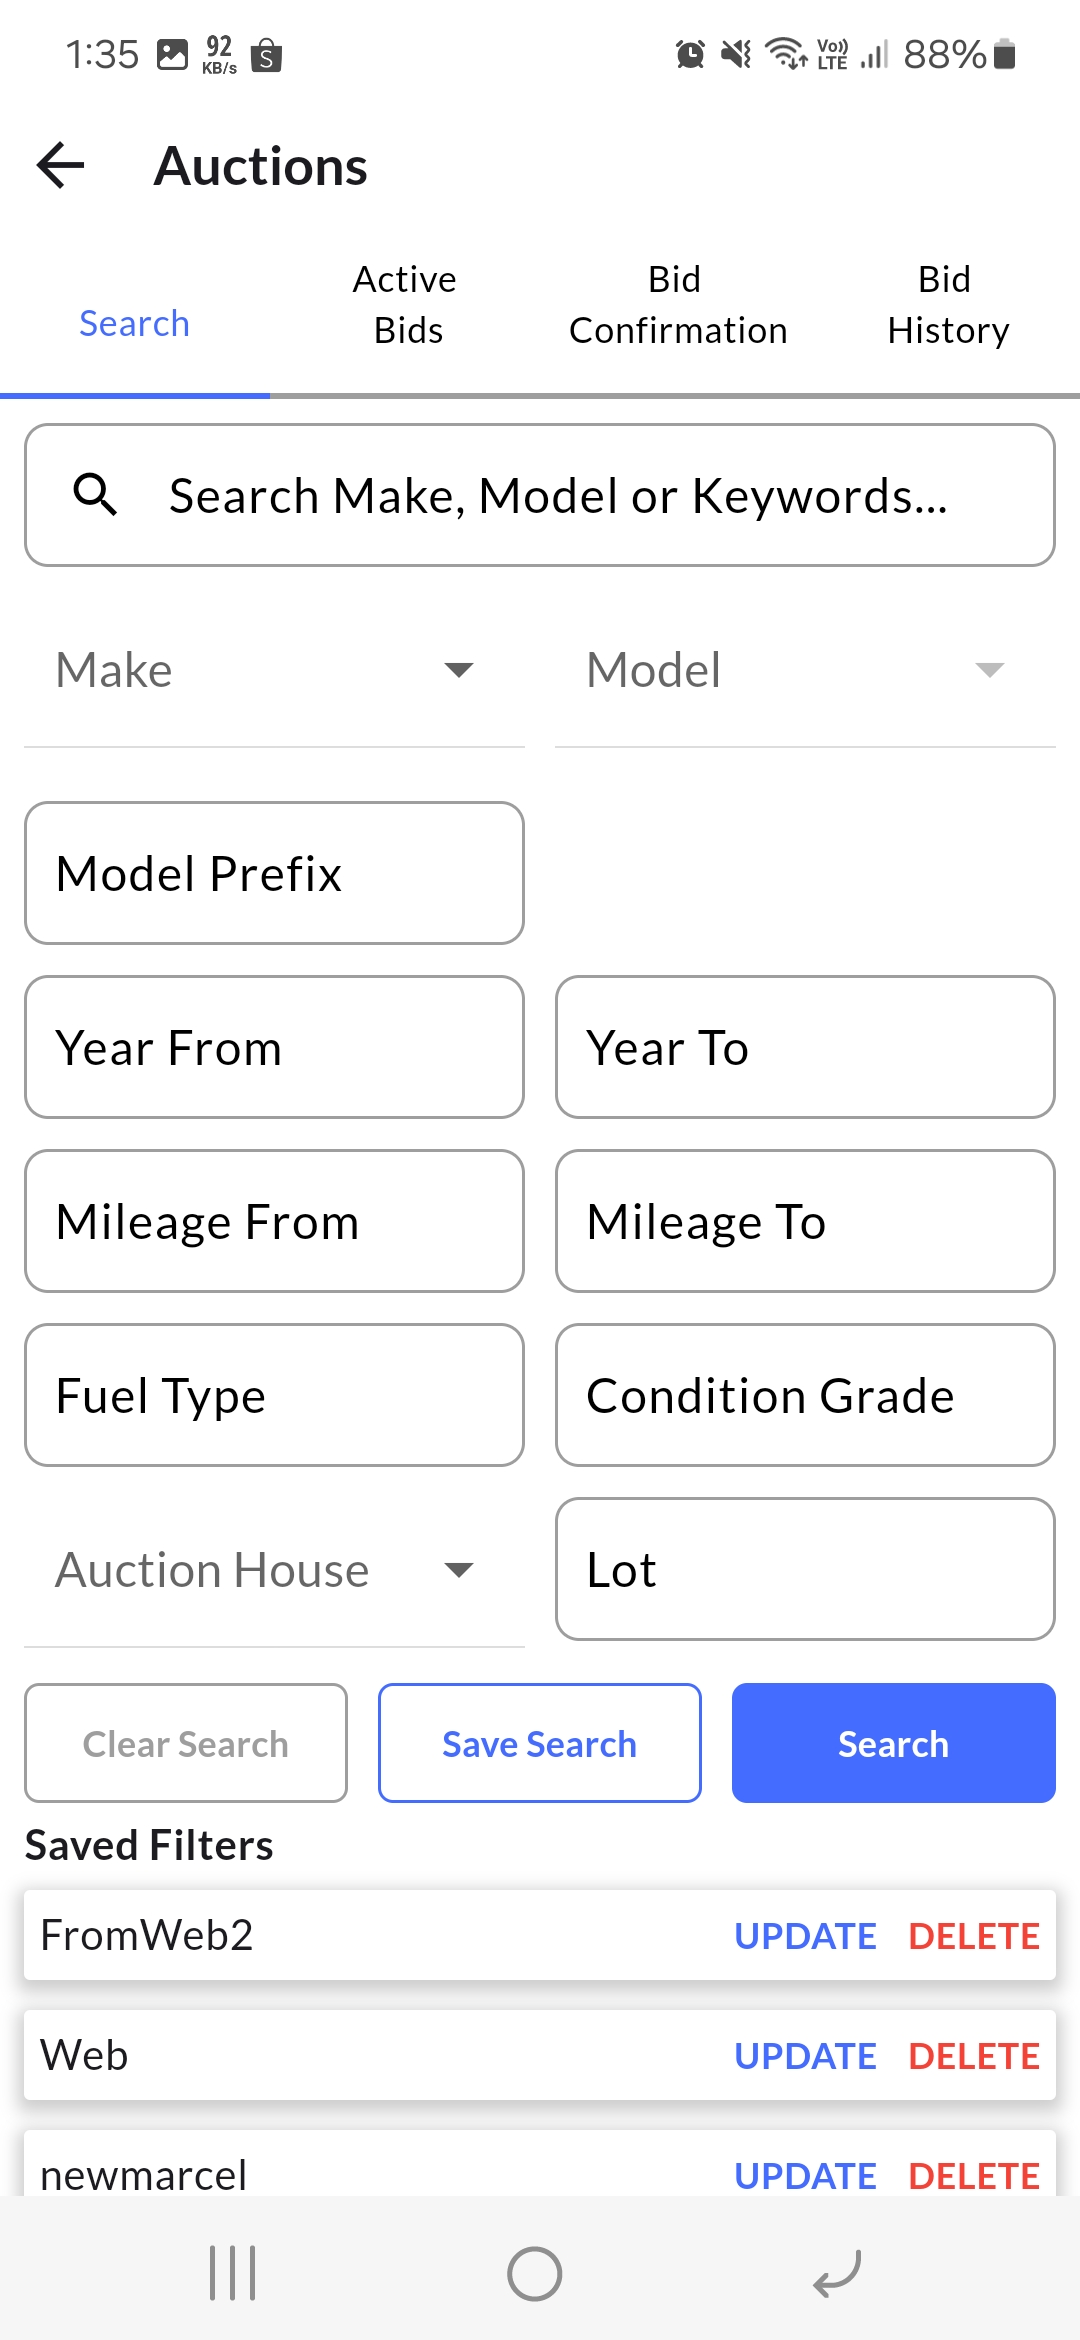 1:35 92 KB/s S Vo)) LTE 88%
Auctions
Search
Active Bids
Bid Confirmation
Bid History
Search Make, Model or Keywords...
Make Model
Model Prefix
Year From Year To
Mileage From Mileage To
Fuel Type Condition Grade
Auction House Lot
Clear Search Save Search Search
Saved Filters
FromWeb2 UPDATE DELETE
Web UPDATE DELETE
newmarcel UPDATE DELETE